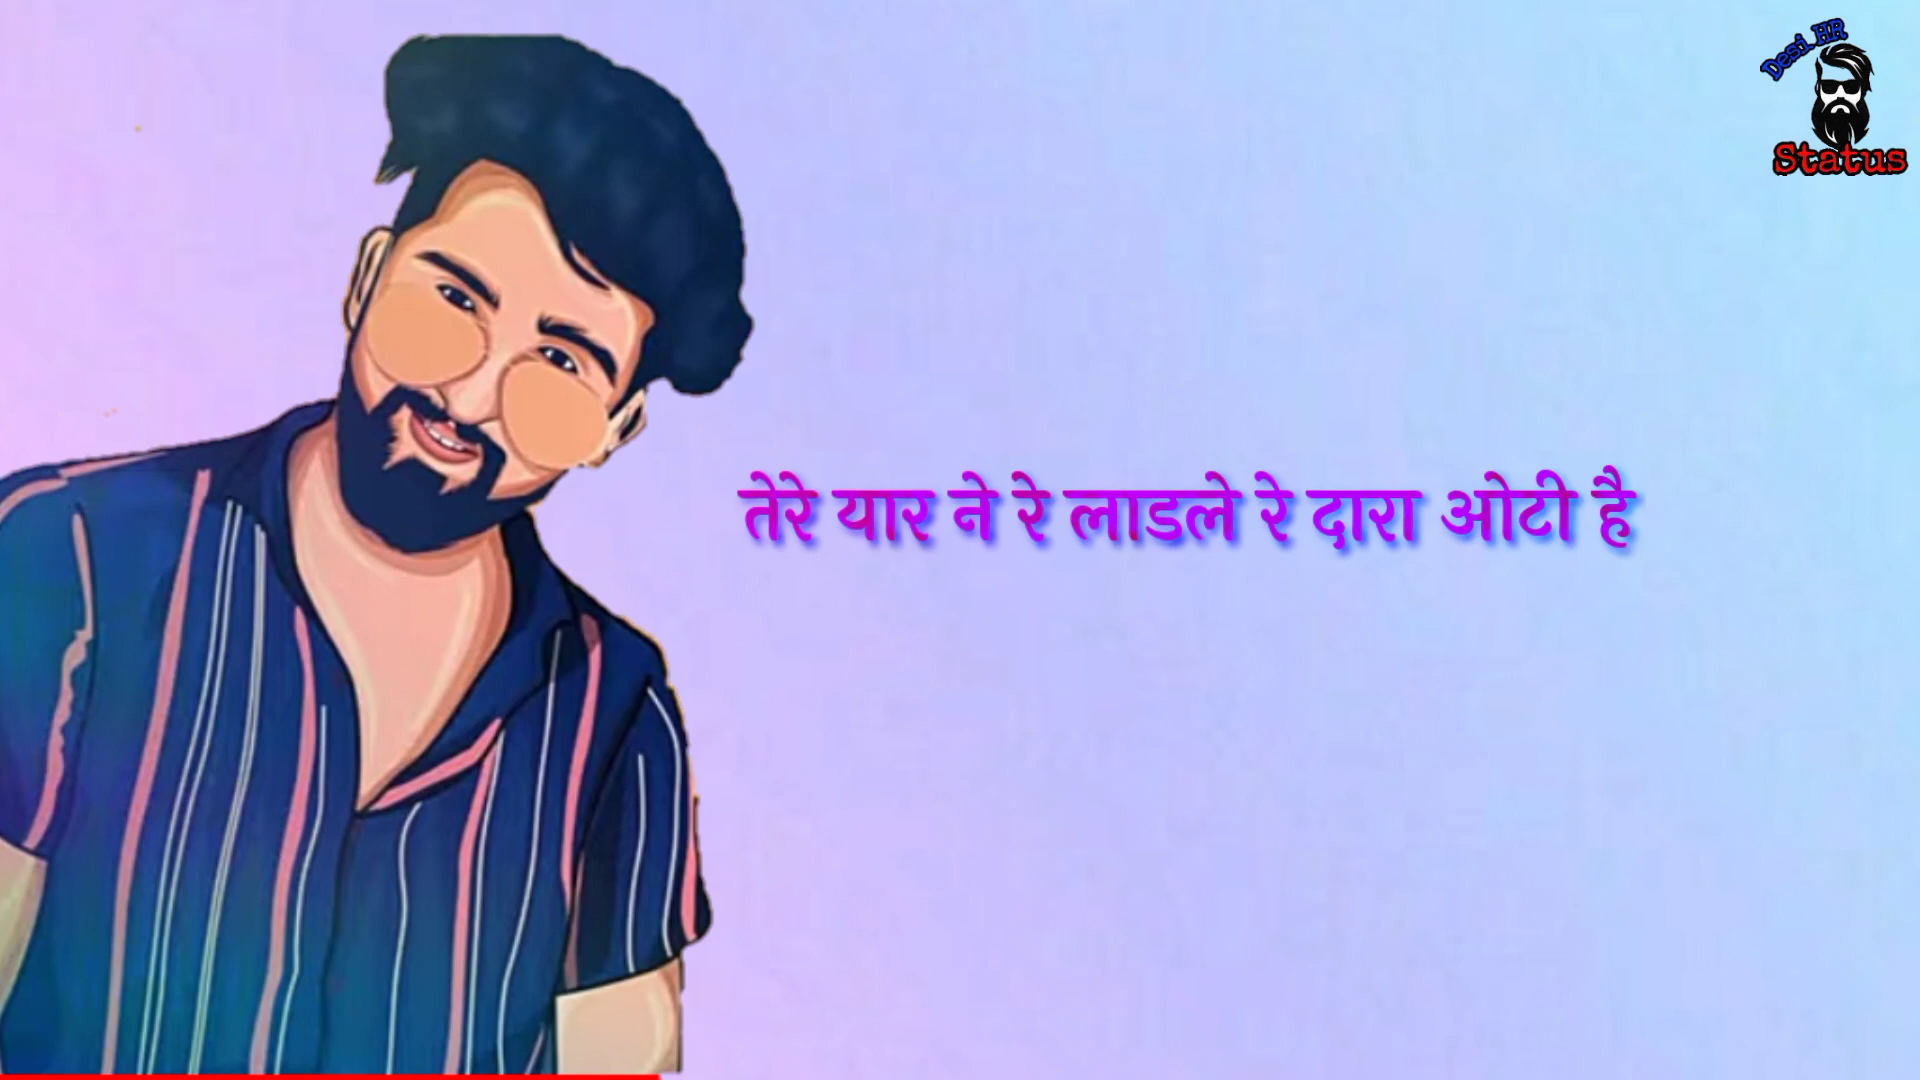 Desi HR
Status
तेरे यार ने रे लाडले रे दारा ओटी है